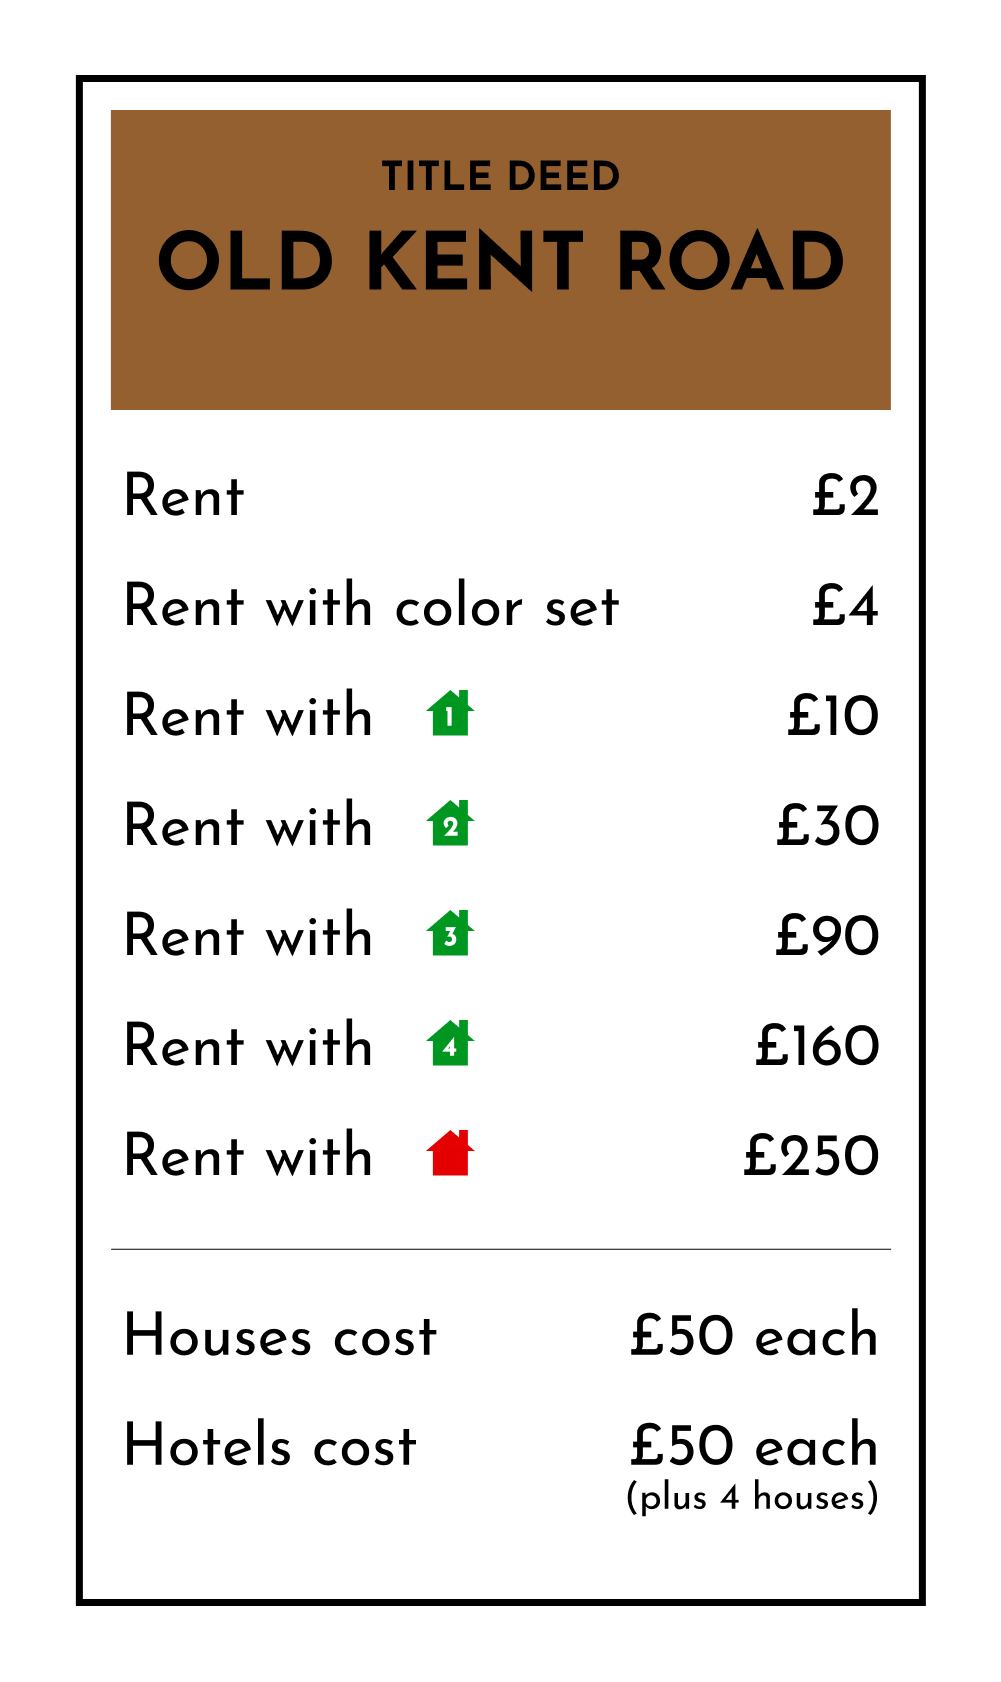 TITLE DEED
OLD KENT ROAD
Rent £2
Rent with color set £4
Rent with 1 £10
Rent with 2 £30
Rent with 3 £90
Rent with 4 £160
Rent with £250
Houses cost £50 each
Hotels cost £50 each
(plus 4 houses)